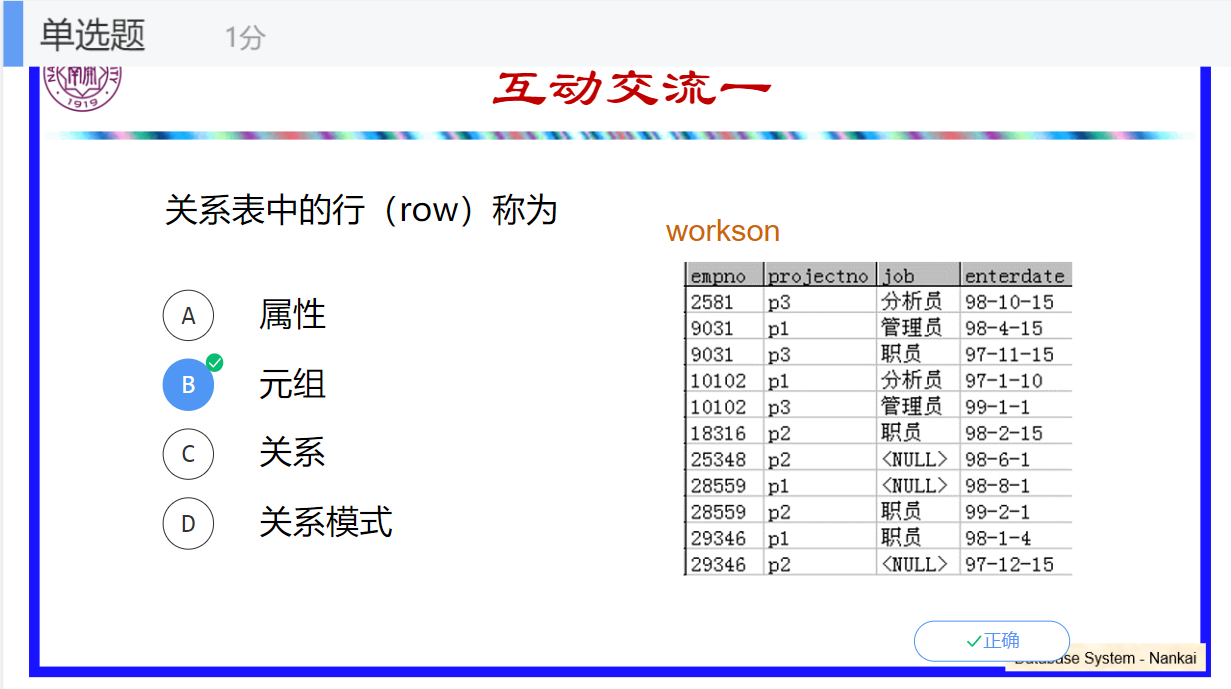 单选题 1分
1919
互动交流一
关系表中的行（row）称为
workson
A 属性
B 元组
C 关系
D 关系模式
empno projectno job enterdate
2581 p3 分析员 98-10-15
9031 p1 管理员 98-4-15
9031 p3 职员 97-11-15
10102 p1 分析员 97-1-10
10102 p3 管理员 99-1-1
18316 p2 职员 98-2-15
25348 p2 <NULL> 98-6-1
28559 p1 <NULL> 98-8-1
28559 p2 职员 99-2-1
29346 p1 职员 98-1-4
29346 p2 <NULL> 97-12-15
正确
Database System - Nankai